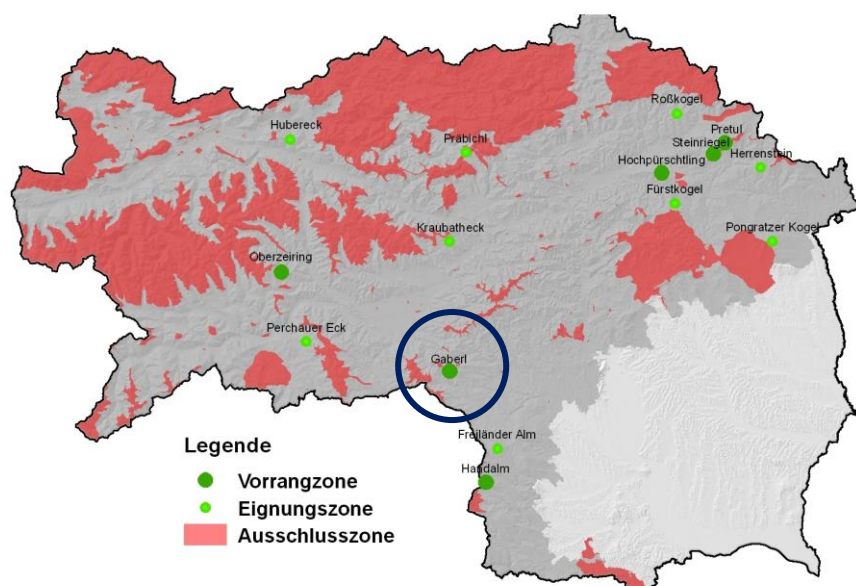 Roßkogel
Hubereck
Pretul
Präbichl
Steinriegel
Hochpürschtling
Herrenstein
Fürstkogel
Kraubatheck
Pongratzer Kogel
Oberzeiring
Perchauer Eck
Gaberl
Freiländer Alm
Handalm
Legende
Vorrangzone
Eignungszone
Ausschlusszone